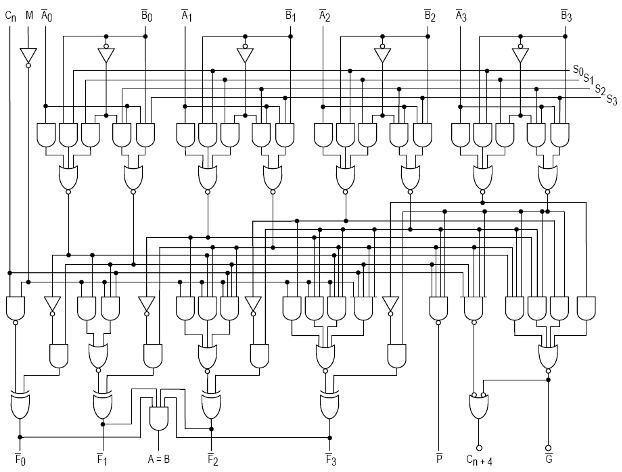 Cn M A̅0 B̅0 A̅1 B̅1 A̅2 B̅2 A̅3 B̅3
S0
S1
S2
S3
F̅0 F̅1 A = B F̅2 F̅3 P̅ Cn + 4 G̅